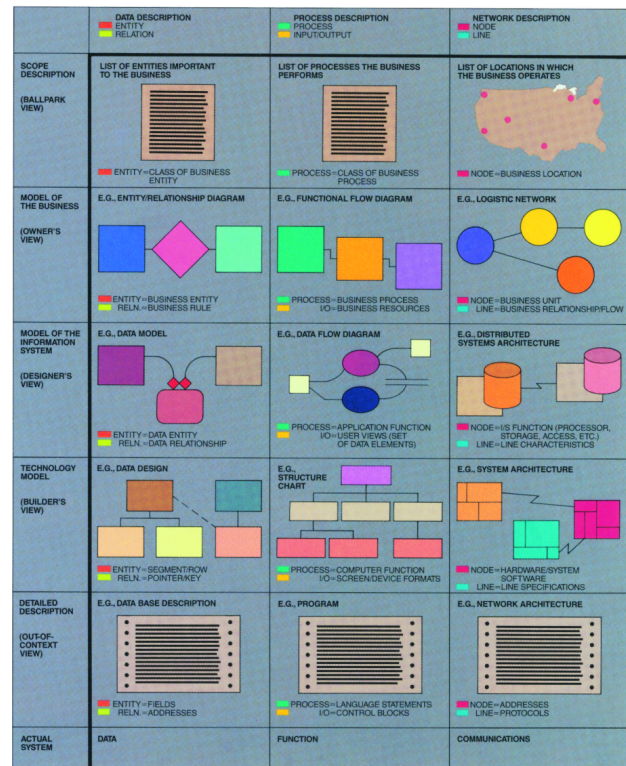 DATA DESCRIPTION
ENTITY
RELATION
PROCESS DESCRIPTION
PROCESS
INPUT/OUTPUT
NETWORK DESCRIPTION
NODE
LINE
SCOPE
DESCRIPTION
(BALLPARK
VIEW)
LIST OF ENTITIES IMPORTANT
TO THE BUSINESS
ENTITY=CLASS OF BUSINESS
ENTITY
LIST OF PROCESSES THE BUSINESS
PERFORMS
PROCESS=CLASS OF BUSINESS
PROCESS
LIST OF LOCATIONS IN WHICH
THE BUSINESS OPERATES
NODE=BUSINESS LOCATION
MODEL OF
THE BUSINESS
(OWNER'S
VIEW)
E.G., ENTITY/RELATIONSHIP DIAGRAM
ENTITY=BUSINESS ENTITY
RELN.=BUSINESS RULE
E.G., FUNCTIONAL FLOW DIAGRAM
PROCESS=BUSINESS PROCESS
I/O=BUSINESS RESOURCES
E.G., LOGISTIC NETWORK
NODE=BUSINESS UNIT
LINE=BUSINESS RELATIONSHIP/FLOW
MODEL OF THE
INFORMATION
SYSTEM
(DESIGNER'S
VIEW)
E.G., DATA MODEL
ENTITY=DATA ENTITY
RELN.=DATA RELATIONSHIP
E.G., DATA FLOW DIAGRAM
PROCESS=APPLICATION FUNCTION
I/O=USER VIEWS (SET
OF DATA ELEMENTS)
E.G., DISTRIBUTED
SYSTEMS ARCHITECTURE
NODE=I/S FUNCTION (PROCESSOR,
STORAGE, ACCESS, ETC.)
LINE=LINE CHARACTERISTICS
TECHNOLOGY
MODEL
(BUILDER'S
VIEW)
E.G., DATA DESIGN
ENTITY=SEGMENT/ROW
RELN.=POINTER/KEY
E.G.,
STRUCTURE
CHART
PROCESS=COMPUTER FUNCTION
I/O=SCREEN/DEVICE FORMATS
E.G., SYSTEM ARCHITECTURE
NODE=HARDWARE/SYSTEM
SOFTWARE
LINE=LINE SPECIFICATIONS
DETAILED
DESCRIPTION
(OUT-OF-
CONTEXT
VIEW)
E.G., DATA BASE DESCRIPTION
ENTITY=FIELDS
RELN.=ADDRESSES
E.G., PROGRAM
PROCESS=LANGUAGE STATEMENTS
I/O=CONTROL BLOCKS
E.G., NETWORK ARCHITECTURE
NODE=ADDRESSES
LINE=PROTOCOLS
ACTUAL
SYSTEM
DATA
FUNCTION
COMMUNICATIONS